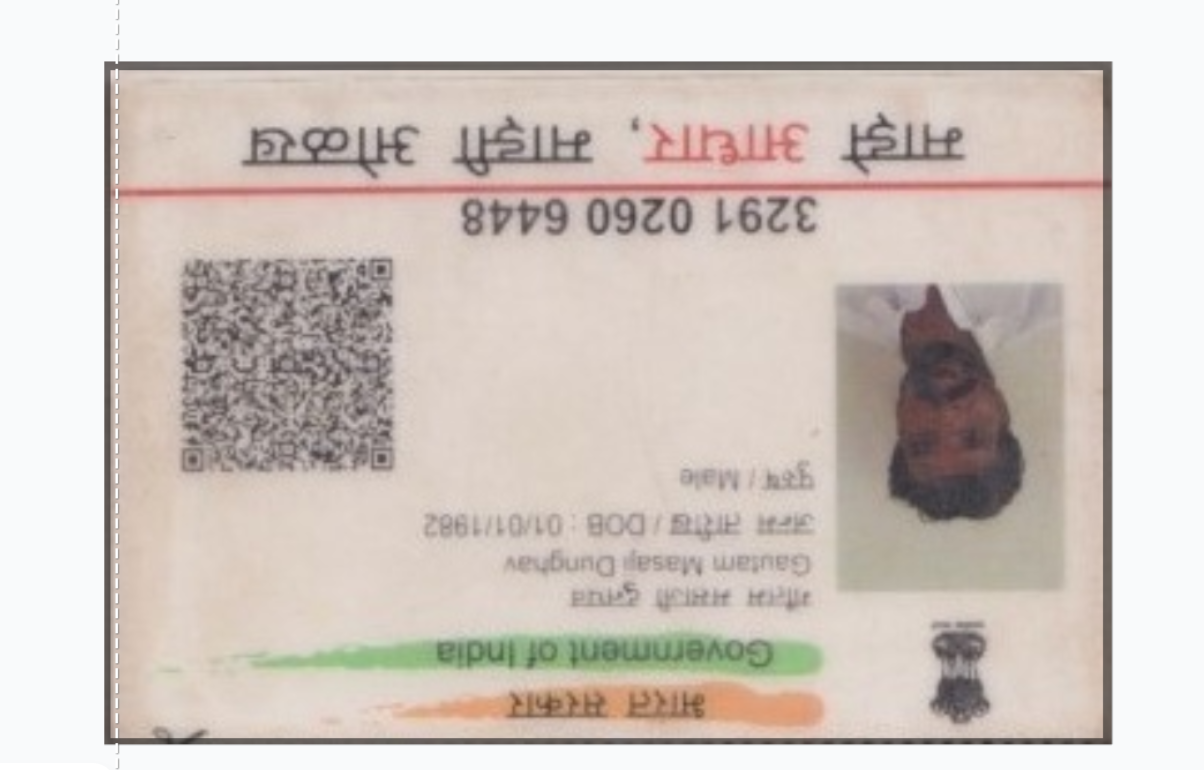 भारत सरकार
Government of India
गौतम मसाजी दुनघव
Gautam Masaji Dunghav
जन्म तारीख / DOB : 01/01/1982
पुरुष / Male
3291 0260 6448
माझे आधार, माझी ओळख